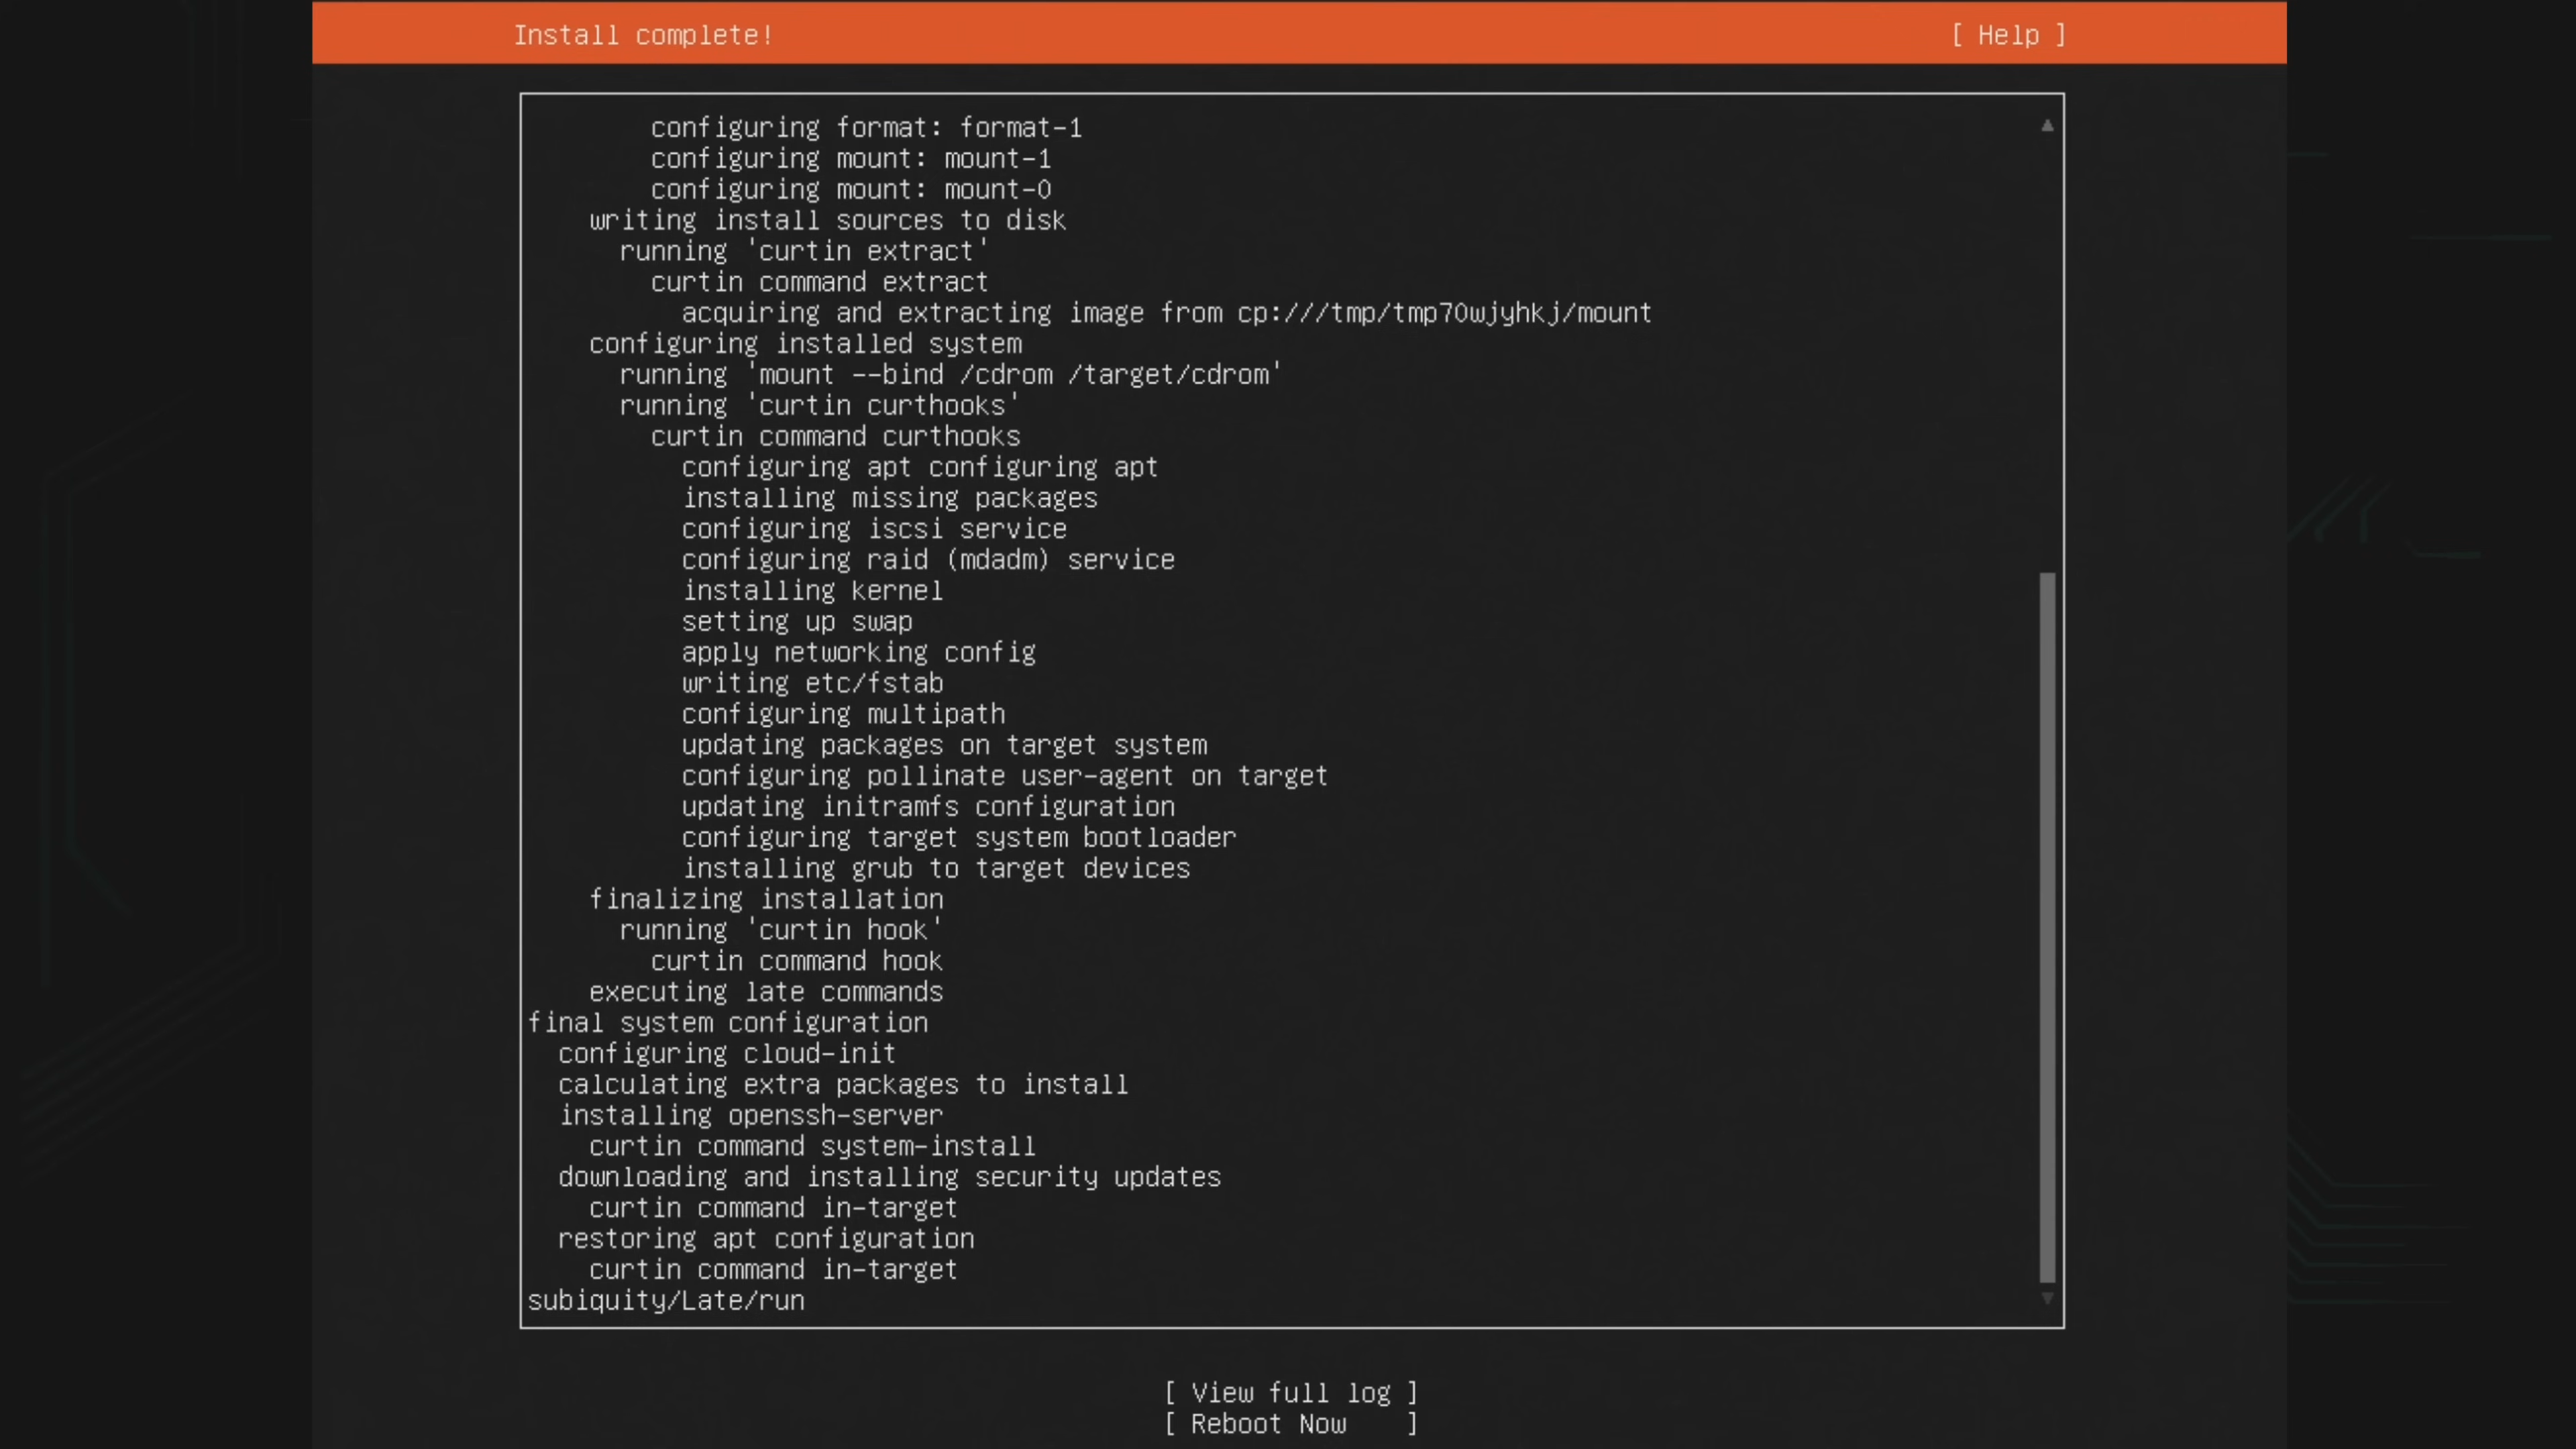 Install complete!
[ Help ]
configuring format: format-1
configuring mount: mount-1
configuring mount: mount-0
writing install sources to disk
running 'curtin extract'
curtin command extract
acquiring and extracting image from cp:///tmp/tmp70wjyhkj/mount
configuring installed system
running 'mount --bind /cdrom /target/cdrom'
running 'curtin curthooks'
curtin command curthooks
configuring apt configuring apt
installing missing packages
configuring iscsi service
configuring raid (mdadm) service
installing kernel
setting up swap
apply networking config
writing etc/fstab
configuring multipath
updating packages on target system
configuring pollinate user-agent on target
updating initramfs configuration
configuring target system bootloader
installing grub to target devices
finalizing installation
running 'curtin hook'
curtin command hook
executing late commands
final system configuration
configuring cloud-init
calculating extra packages to install
installing openssh-server
curtin command system-install
downloading and installing security updates
curtin command in-target
restoring apt configuration
curtin command in-target
subiquity/Late/run
[ View full log ]
[ Reboot Now ]